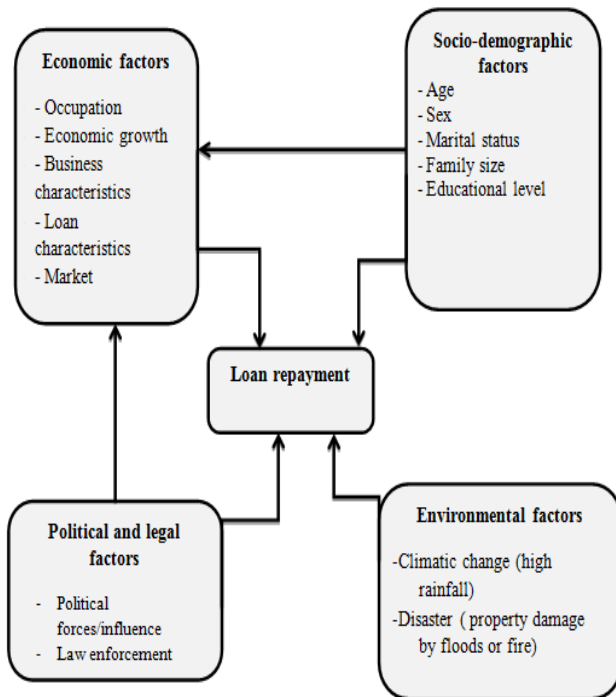 Economic factors
- Occupation
- Economic growth
- Business
characteristics
- Loan
characteristics
- Market
Socio-demographic
factors
- Age
- Sex
- Marital status
- Family size
- Educational level
Loan repayment
Political and legal
factors
- Political
forces/influence
- Law enforcement
Environmental factors
-Climatic change (high
rainfall)
-Disaster ( property damage
by floods or fire)